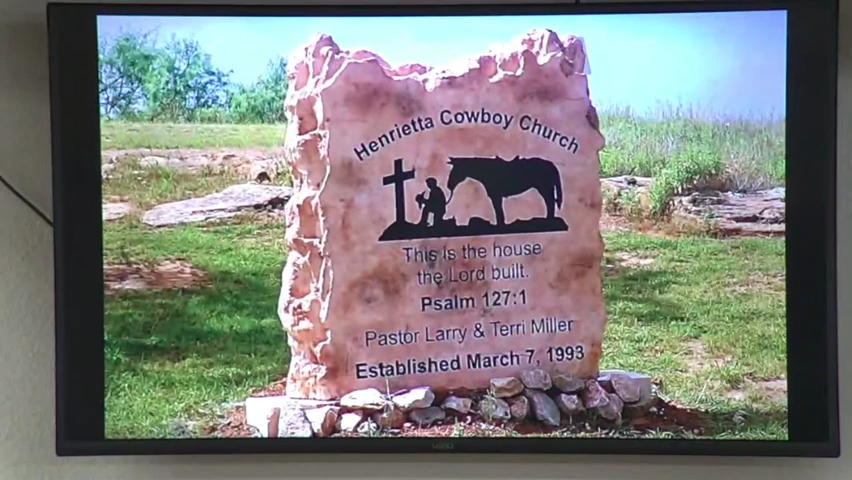 Henrietta Cowboy Church
This is the house
the Lord built.
Psalm 127:1
Pastor Larry & Terri Miller
Established March 7, 1993